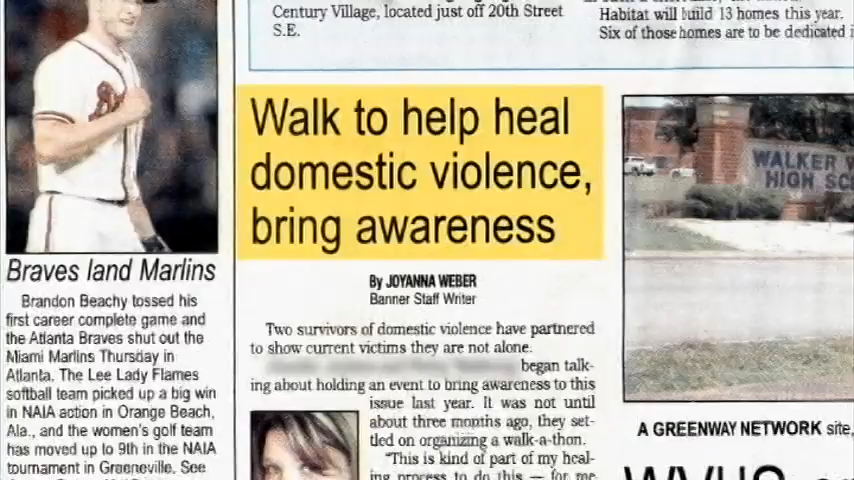 Century Village, located just off 20th Street
S.E.
Habitat will build 13 homes this year.
Six of those homes are to be dedicated
Walk to help heal
domestic violence,
bring awareness
WALKER
HIGH SC
Braves land Marlins
Brandon Beachy tossed his
first career complete game and
the Atlanta Braves shut out the
Miami Marlins Thursday in
Atlanta. The Lee Lady Flames
softball team picked up a big win
in NAIA action in Orange Beach,
Ala., and the women's golf team
has moved up to 9th in the NAIA
tournament in Greeneville. See
By JOYANNA WEBER
Banner Staff Writer
Two survivors of domestic violence have partnered
to show current victims they are not alone.
began talk-
ing about holding an event to bring awareness to this
issue last year. It was not until
about three months ago, they set-
tled on organizing a walk-a-thon.
"This is kind of part of my heal-
ing process to do this — for me
A GREENWAY NETWORK site,